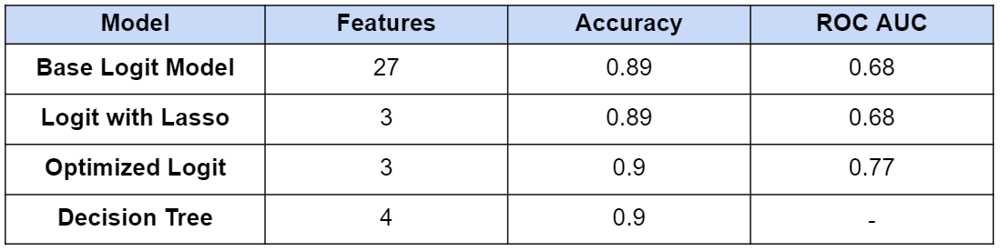 Model Features Accuracy ROC AUC
Base Logit Model 27 0.89 0.68
Logit with Lasso 3 0.89 0.68
Optimized Logit 3 0.9 0.77
Decision Tree 4 0.9 -